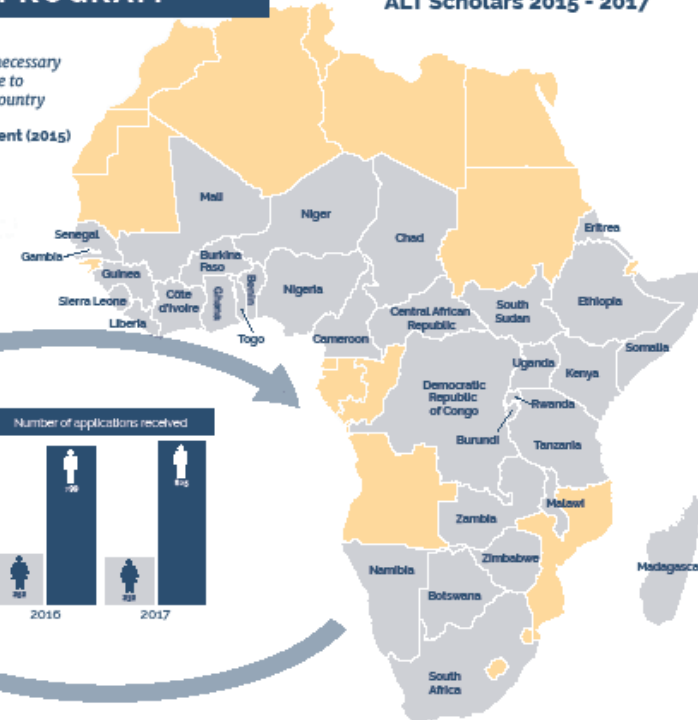 ALT Scholars 2015 - 2017
necessary
e to
ountry
ent (2015)
Mali
Niger
Chad
Eritrea
Senegal
Gambia
Guinea
Burkina
Faso
Nigeria
Benin
Ghana
Côte
d'Ivoire
Sierra Leone
Liberia
Togo
Cameroon
Central African
Republic
South
Sudan
Ethiopia
Somalia
Uganda
Kenya
Democratic
Republic
of Congo
Rwanda
Burundi
Tanzania
Number of applications received
2016
2017
Malawi
Zambia
Zimbabwe
Namibia
Botswana
Madagasca
South
Africa